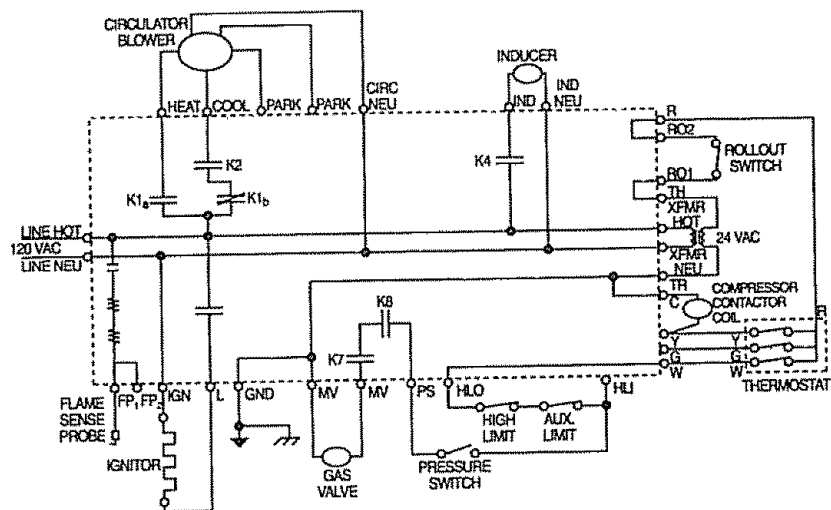 CIRCULATOR
BLOWER
HEAT
COOL
PARK
PARK
CIRC
NEU
INDUCER
IND
IND
NEU
R
RO2
ROLLOUT
SWITCH
RO1
TH
XFMR
HOT
24 VAC
XFMR
NEU
TR
C
COMPRESSOR
CONTACTOR
COIL
R
Y
Y
G
G
W
W
THERMOSTAT
K2
K1a
K1b
K4
LINE HOT
120 VAC
LINE NEU
K8
K7
FP1
FP2
IGN
L
GND
MV
MV
PS
HLO
HLI
FLAME
SENSE
PROBE
IGNITOR
GAS
VALVE
HIGH
LIMIT
AUX.
LIMIT
PRESSURE
SWITCH